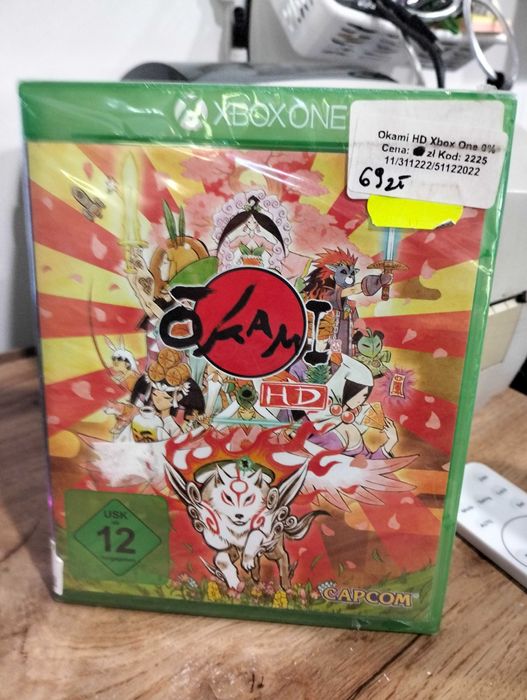 XBOX ONE
Okami HD Xbox One 0%
Cena: zł Kod: 2225
11/311222/51122022
69zł
ŌKAMI
HD
USK
12
CAPCOM